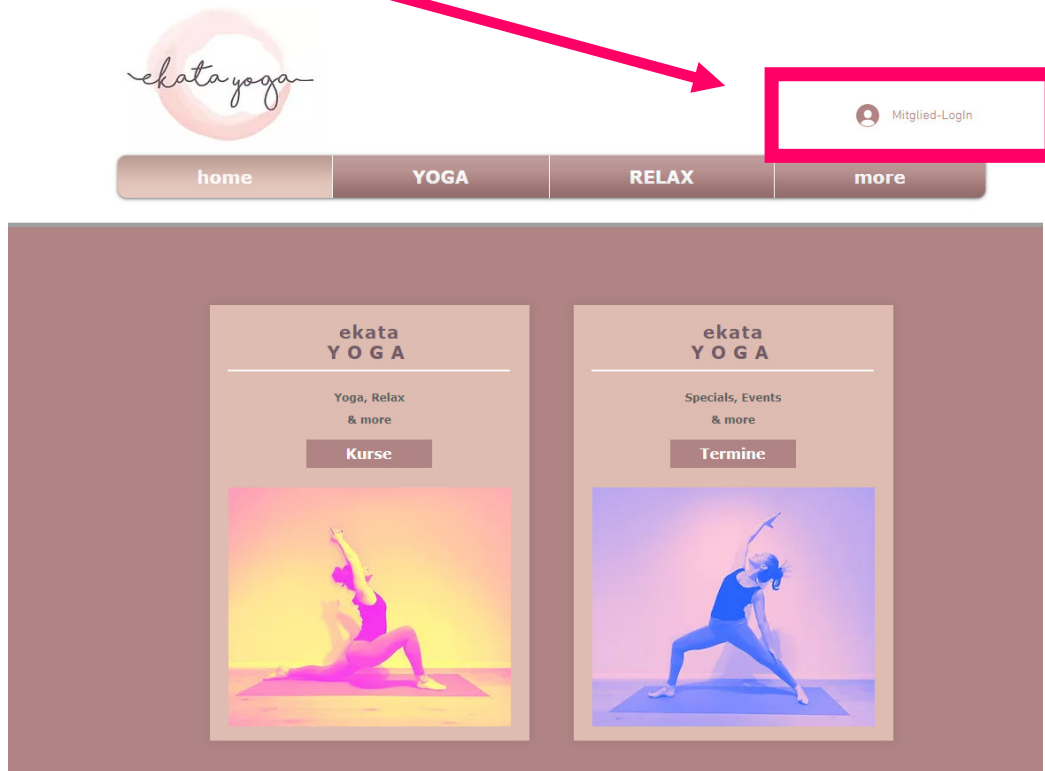 ekata yoga
Mitglied-LogIn
home YOGA RELAX more
ekata
YOGA
Yoga, Relax
& more
Kurse
ekata
YOGA
Specials, Events
& more
Termine